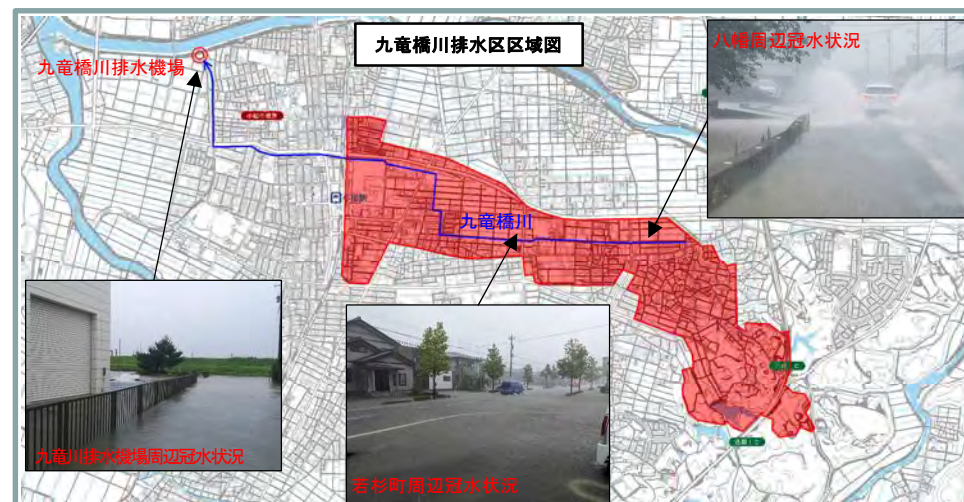 九竜橋川排水区区域図
八幡周辺冠水状況
九竜橋川排水機場
九竜橋川
九竜川排水機場周辺冠水状況
若杉町周辺冠水状況